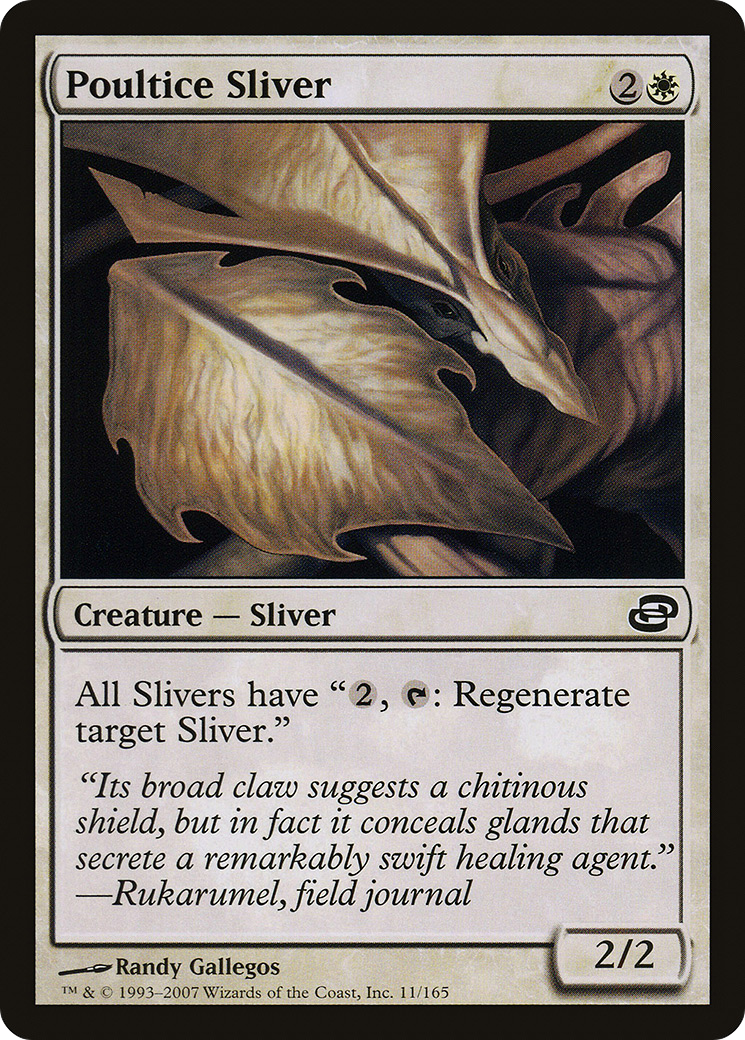 Poultice Sliver 2
Creature — Sliver
All Slivers have “2, : Regenerate
target Sliver.”
“Its broad claw suggests a chitinous
shield, but in fact it conceals glands that
secrete a remarkably swift healing agent.”
—Rukarumel, field journal
2/2
Randy Gallegos
™ & © 1993–2007 Wizards of the Coast, Inc. 11/165